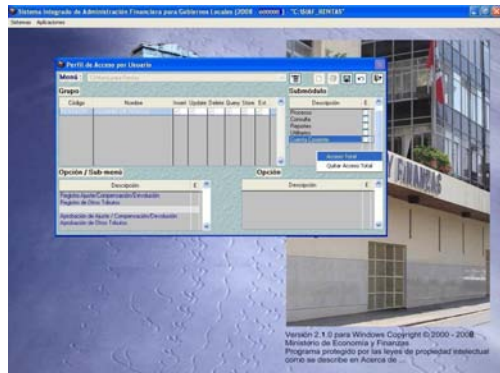 Sistema Integrado de Administración Financiera para Gobiernos Locales (2008 - ) - "C:\SIAF_RENTAS"
Sistemas Aplicaciones
Perfil de Acceso por Usuario
Menú :
Grupo
Submódulo
Código Nombre Insert Update Delete Query Store Ext.
Descripción E
Procesos
Consulta
Reportes
Utilitarios
Cuenta Corriente
Acceso Total
Quitar Acceso Total
Opción / Sub-menú
Opción
Descripción E
Descripción E
Registro Ajuste/Compensación/Devolución
Registro de Otros Tributos
Aprobación de Ajuste / Compensación/Devolución
Aprobación de Otros Tributos
Y FINANZAS
Versión 2.1.0 para Windows Copyright © 2000 - 2008
Ministerio de Economía y Finanzas
Programa protegido por las leyes de propiedad intelectual
como se describe en Acerca de ...